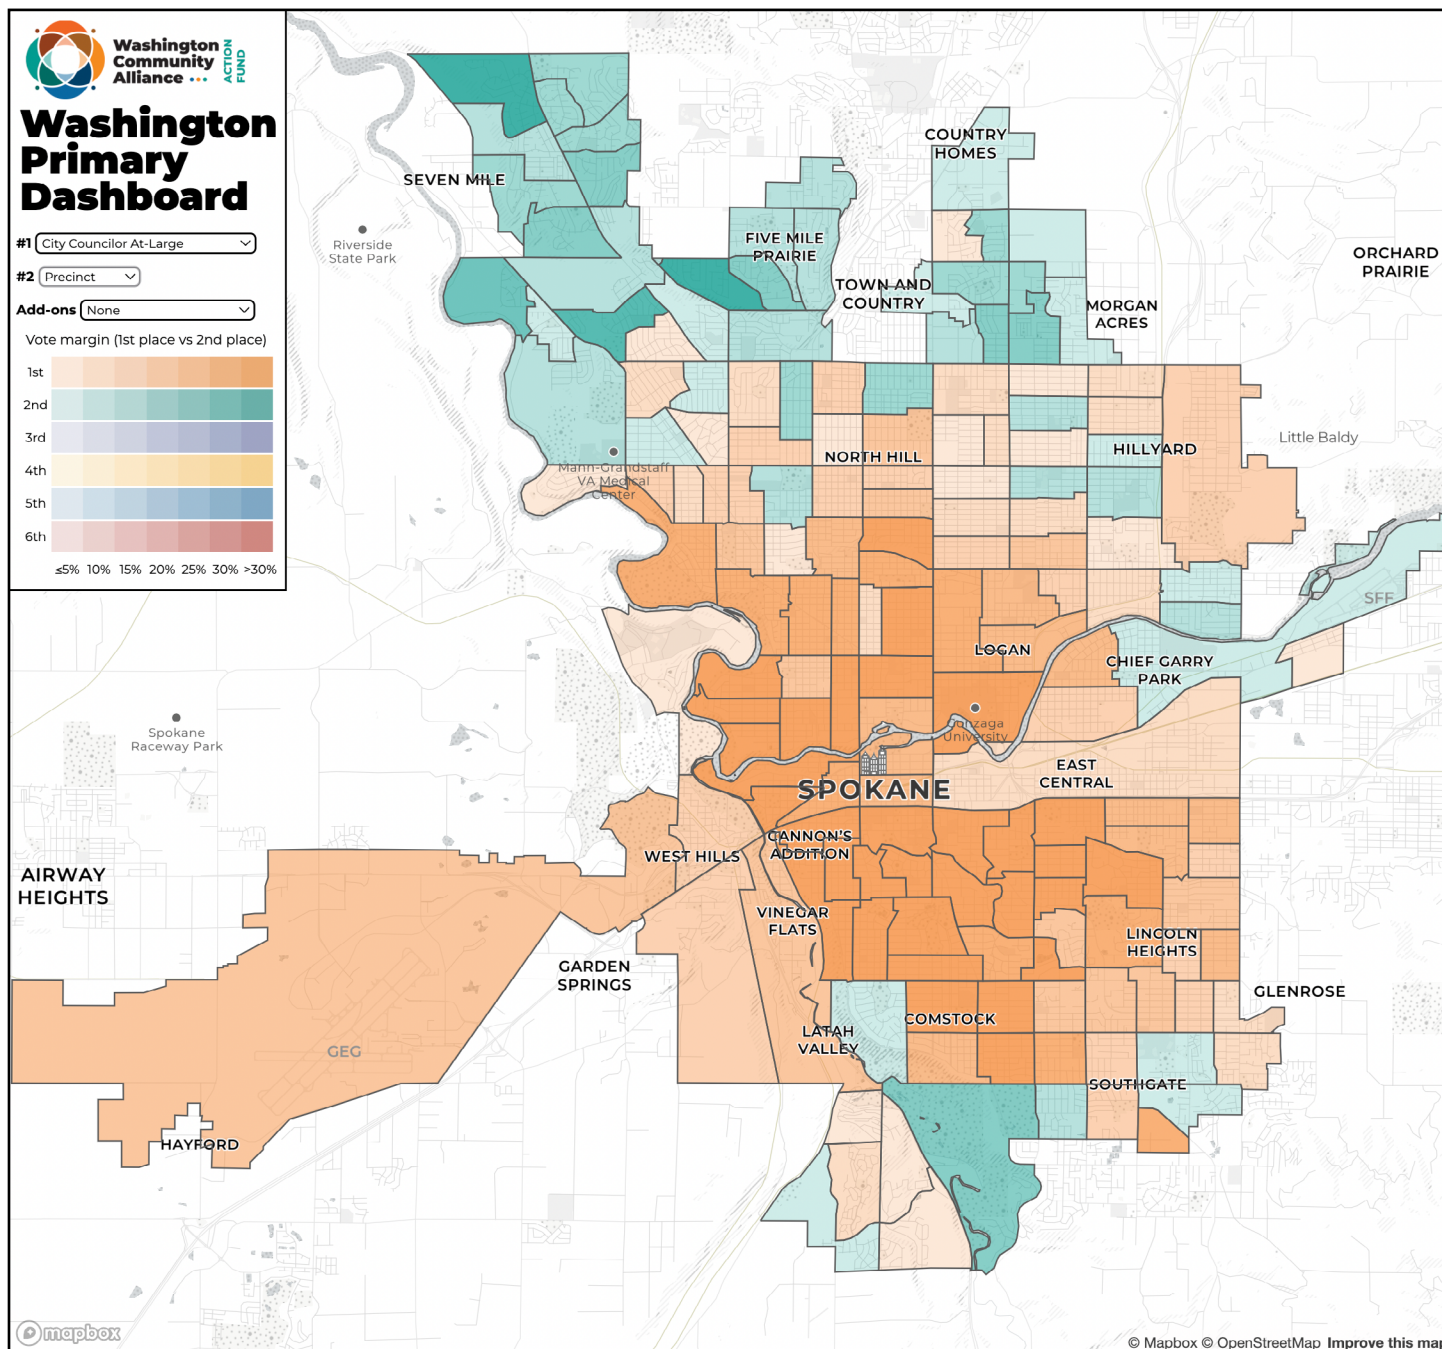 Washington
Community
Alliance
ACTION
FUND
Washington
Primary
Dashboard
#1 City Councilor At-Large
#2 Precinct
Add-ons None
Vote margin (1st place vs 2nd place)
1st
2nd
3rd
4th
5th
6th
≤5% 10% 15% 20% 25% 30% >30%
COUNTRY
HOMES
SEVEN MILE
Riverside
State Park
FIVE MILE
PRAIRIE
ORCHARD
PRAIRIE
TOWN AND
COUNTRY
MORGAN
ACRES
Little Baldy
HILLYARD
NORTH HILL
Mann-Grandstaff
VA Medical
Center
SFF
LOGAN
CHIEF GARRY
PARK
Spokane
Raceway Park
Gonzaga
University
EAST
CENTRAL
SPOKANE
CANNON'S
ADDITION
WEST HILLS
AIRWAY
HEIGHTS
VINEGAR
FLATS
LINCOLN
HEIGHTS
GARDEN
SPRINGS
GLENROSE
COMSTOCK
LATAH
VALLEY
GEG
SOUTHGATE
HAYFORD
mapbox
© Mapbox © OpenStreetMap Improve this map